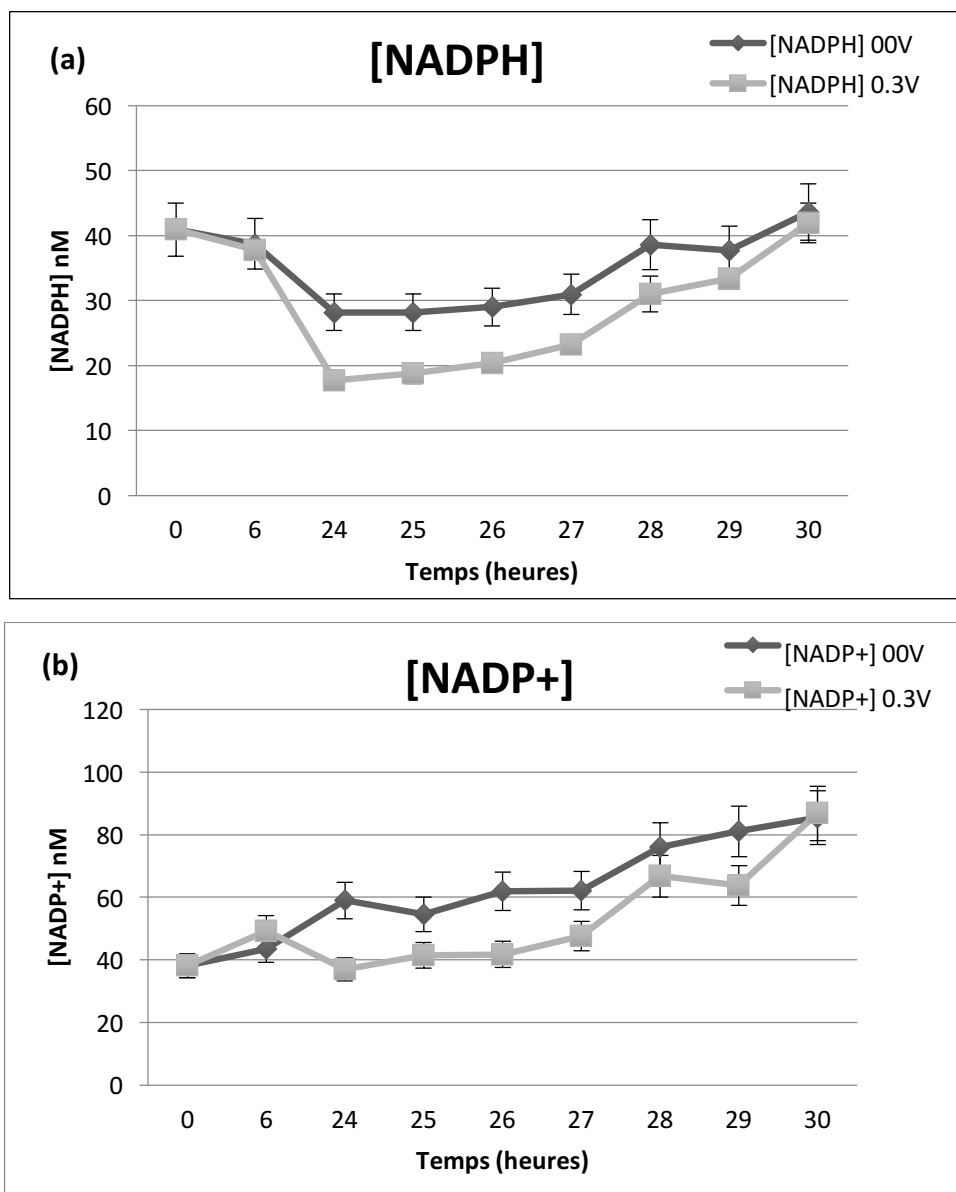 (a)
[NADPH]
[NADPH] 00V
[NADPH] 0.3V
60
50
40
30
20
10
0
[NADPH] nM
0 6 24 25 26 27 28 29 30
Temps (heures)
(b)
[NADP+]
[NADP+] 00V
[NADP+] 0.3V
120
100
80
60
40
20
0
[NADP+] nM
0 6 24 25 26 27 28 29 30
Temps (heures)